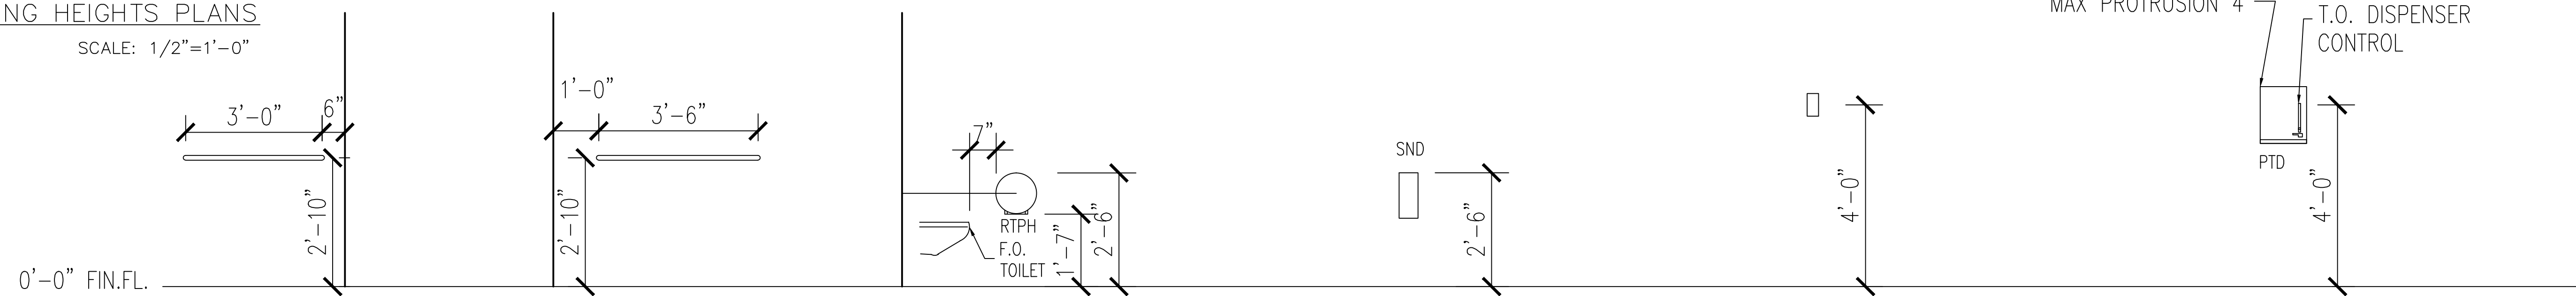 NG HEIGHTS PLANS
SCALE: 1/2"=1'-0"
MAX PROTRUSION 4"
T.O. DISPENSER
CONTROL
3'-0"
6"
1'-0"
3'-6"
7"
2'-10"
2'-10"
RTPH
F.O.
TOILET
1'-7"
2'-6"
SND
2'-6"
4'-0"
PTD
4'-0"
0'-0" FIN.FL.